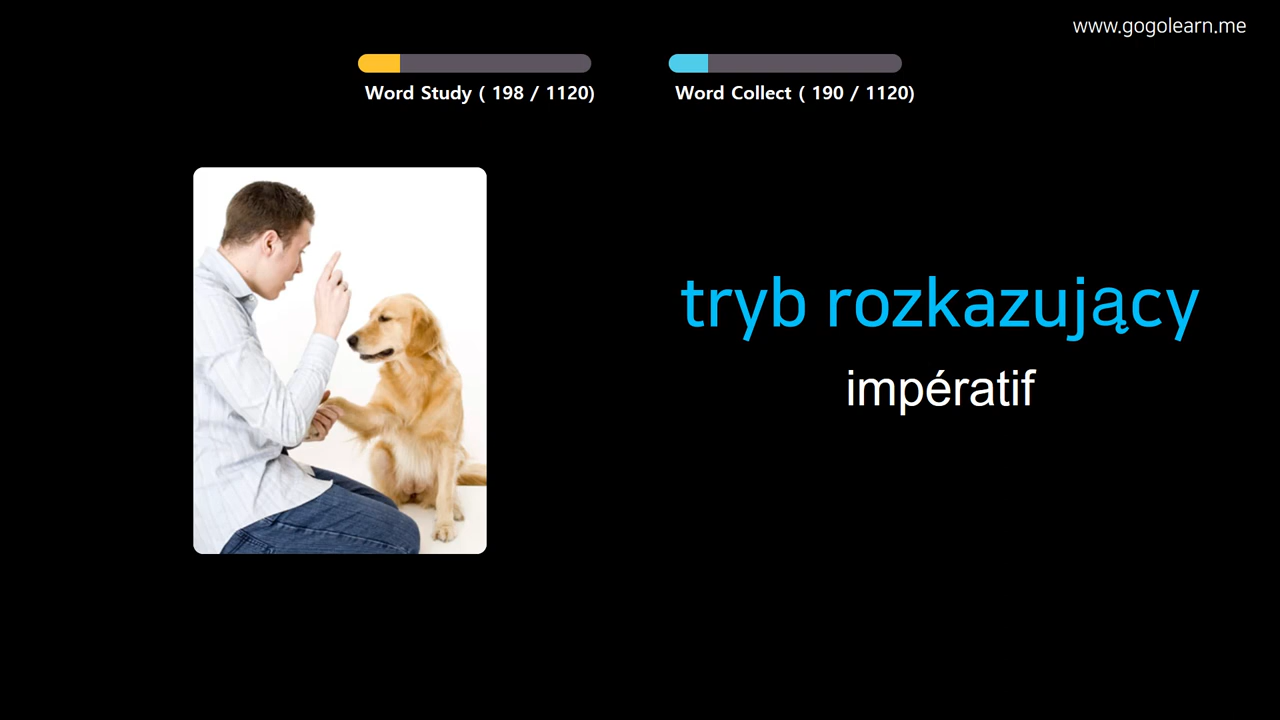 www.gogolearn.me
Word Study ( 198 / 1120)
Word Collect ( 190 / 1120)
tryb rozkazujący
impératif